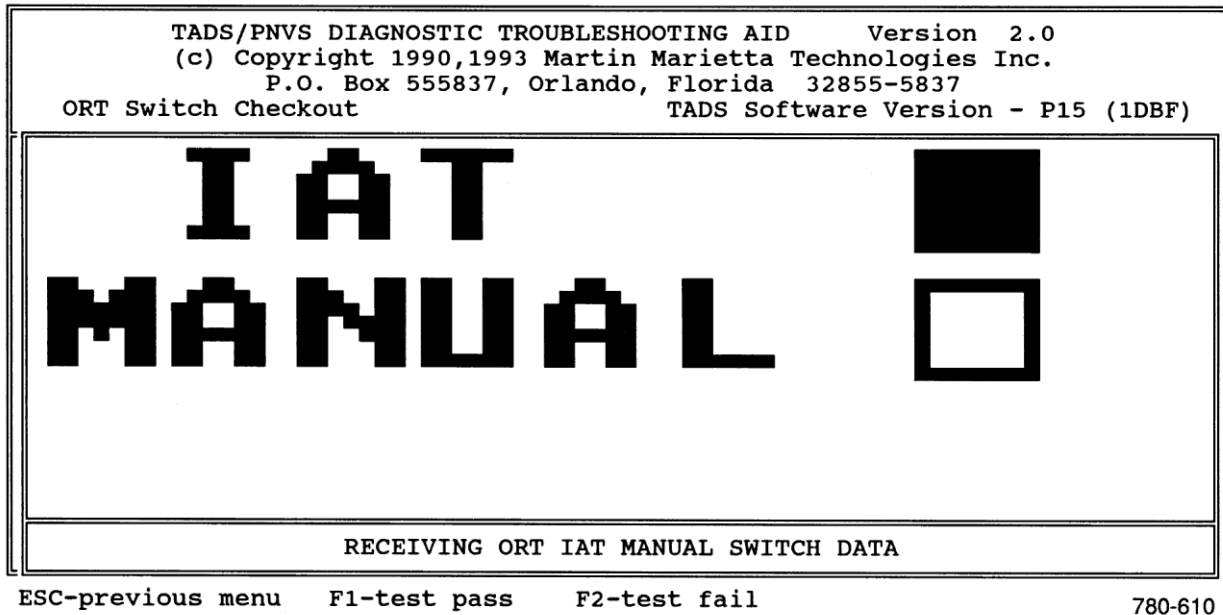 TADS/PNVS DIAGNOSTIC TROUBLESHOOTING AID Version 2.0
(c) Copyright 1990,1993 Martin Marietta Technologies Inc.
P.O. Box 555837, Orlando, Florida 32855-5837
ORT Switch Checkout TADS Software Version - P15 (1DBF)
IAT
MANUAL
RECEIVING ORT IAT MANUAL SWITCH DATA
ESC-previous menu F1-test pass F2-test fail
780-610